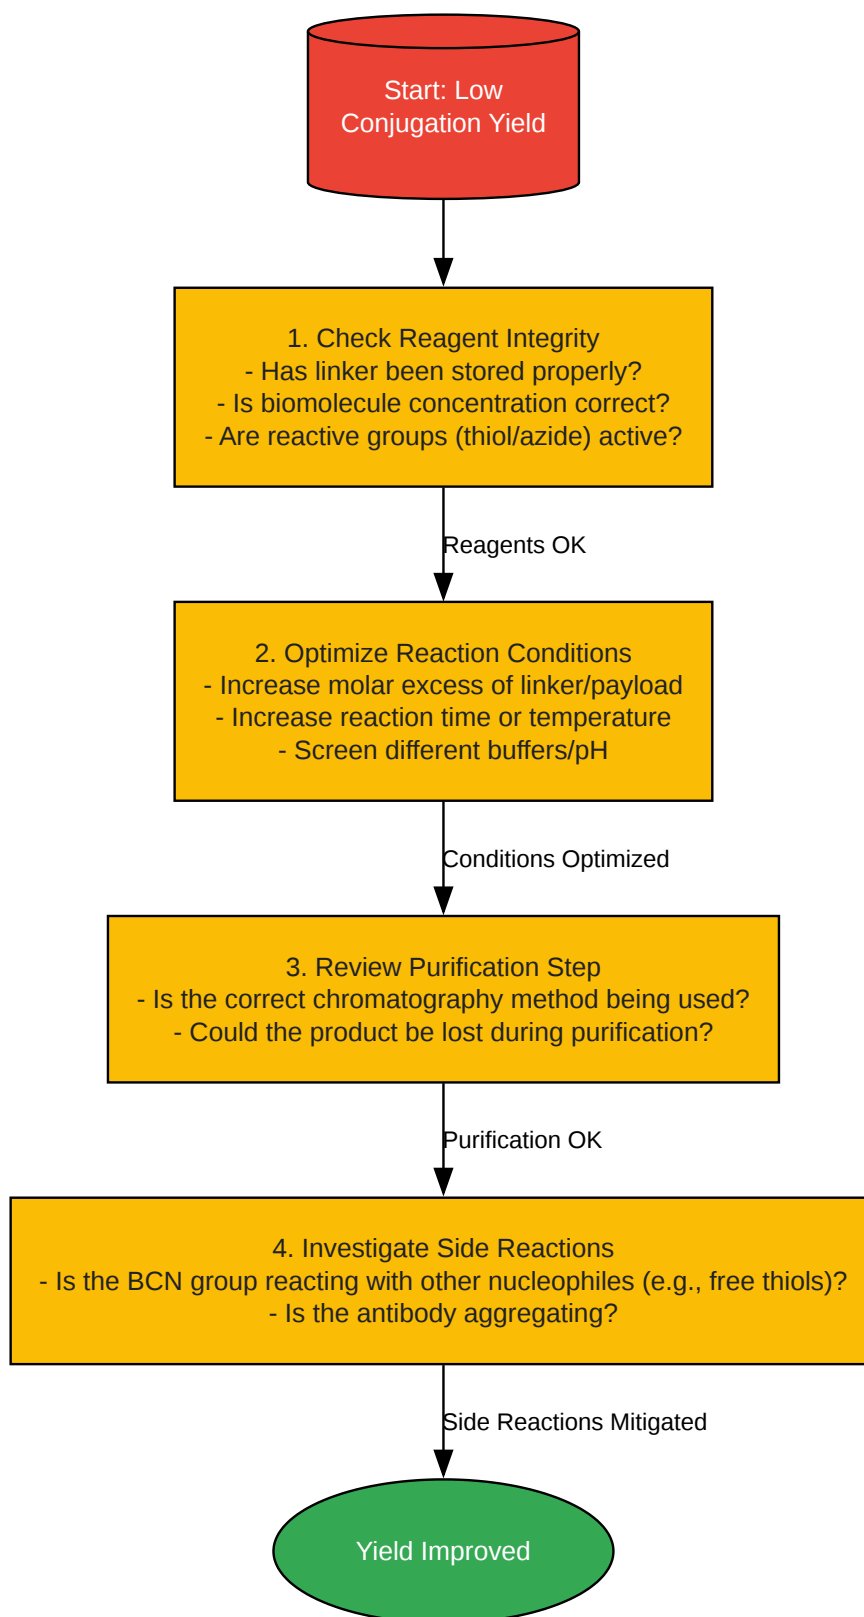 Start: Low
Conjugation Yield
1. Check Reagent Integrity
- Has linker been stored properly?
- Is biomolecule concentration correct?
- Are reactive groups (thiol/azide) active?
Reagents OK
2. Optimize Reaction Conditions
- Increase molar excess of linker/payload
- Increase reaction time or temperature
- Screen different buffers/pH
Conditions Optimized
3. Review Purification Step
- Is the correct chromatography method being used?
- Could the product be lost during purification?
Purification OK
4. Investigate Side Reactions
- Is the BCN group reacting with other nucleophiles (e.g., free thiols)?
- Is the antibody aggregating?
Side Reactions Mitigated
Yield Improved